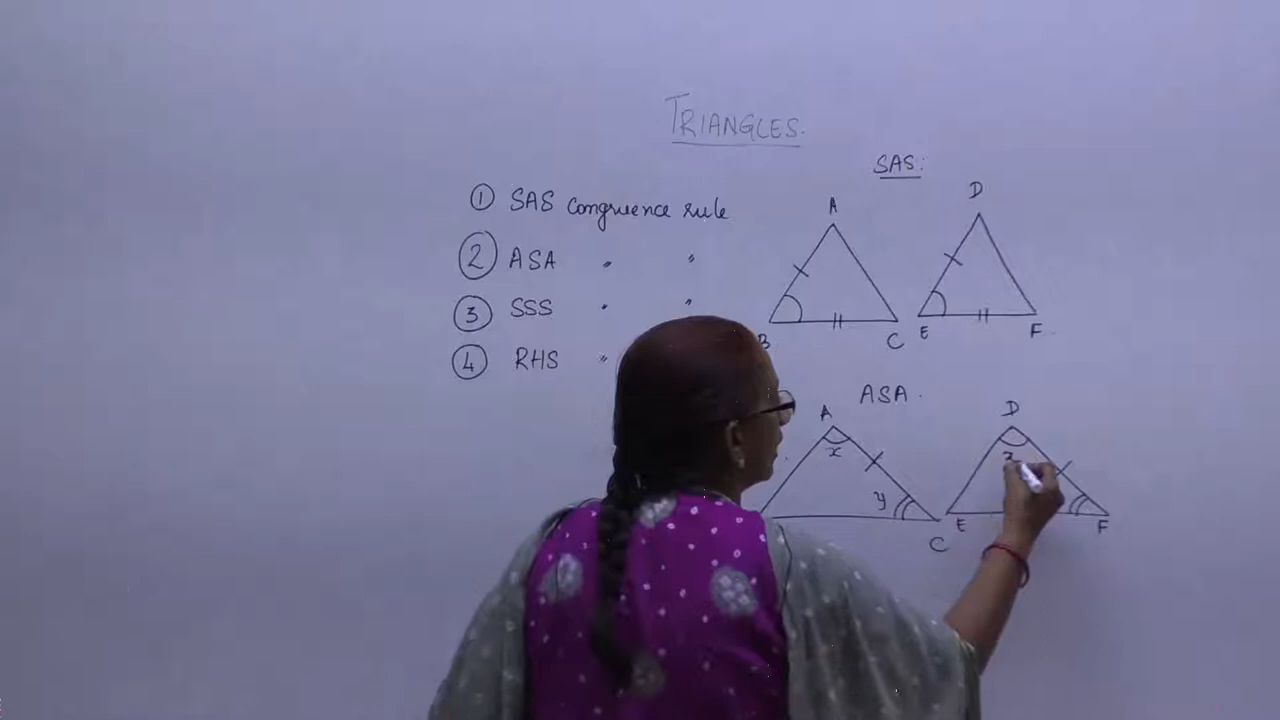 TRIANGLES.
① SAS congruence rule
② ASA " "
③ SSS " "
④ RHS "
SAS:
A D
B C E F
ASA.
A D
x x
y
C E F